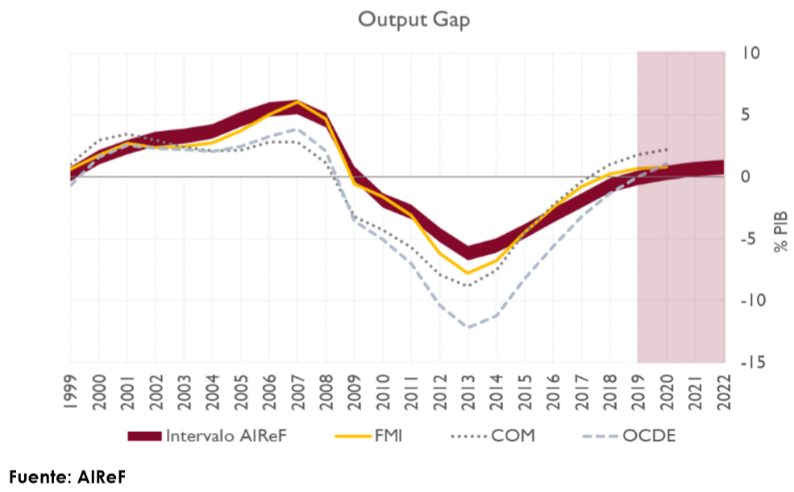 Output Gap
10
5
0
-5
-10
-15
% PIB
1999 2000 2001 2002 2003 2004 2005 2006 2007 2008 2009 2010 2011 2012 2013 2014 2015 2016 2017 2018 2019 2020 2021 2022
Intervalo AIReF FMI COM OCDE
Fuente: AIReF